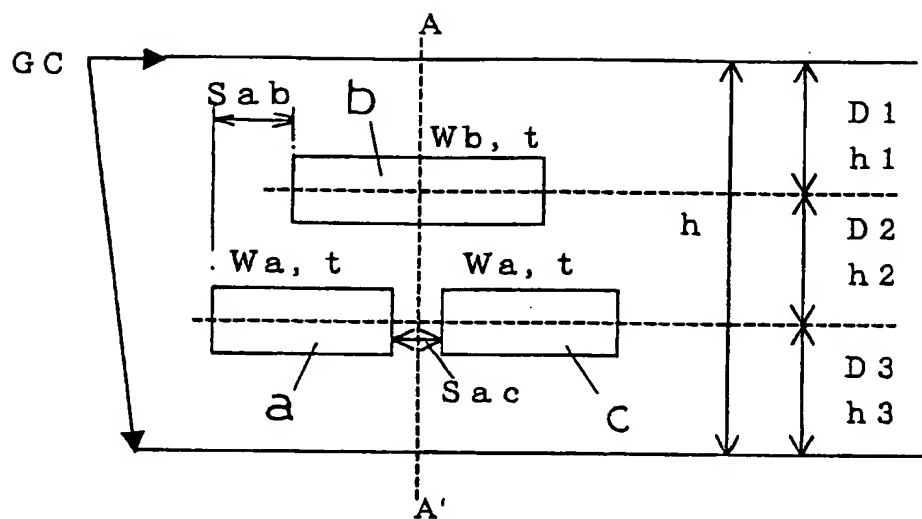 A
GC
Sab
b
Wb, t
D1
h1
h
D2
h2
Wa, t
Wa, t
a
Sac
c
D3
h3
A'